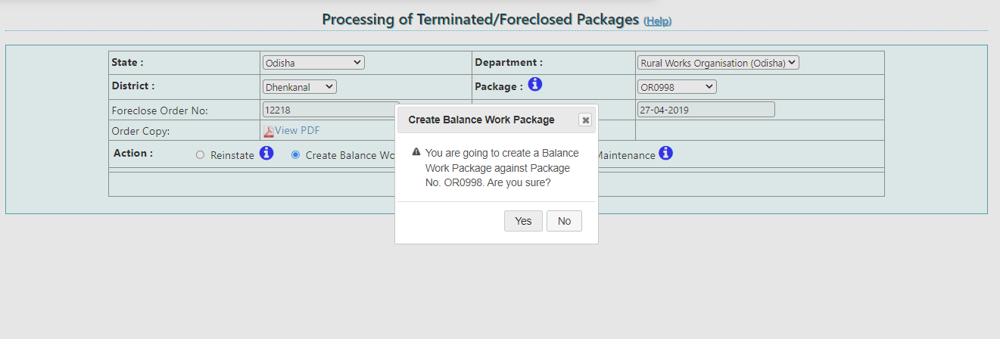 Processing of Terminated/Foreclosed Packages (Help)
State : Odisha Department : Rural Works Organisation (Odisha)
District : Dhenkanal Package : OR0998
Foreclose Order No: 12218 27-04-2019
Order Copy: View PDF
Action : Reinstate Create Balance Maintenance
Create Balance Work Package
You are going to create a Balance
Work Package against Package
No. OR0998. Are you sure?
Yes No